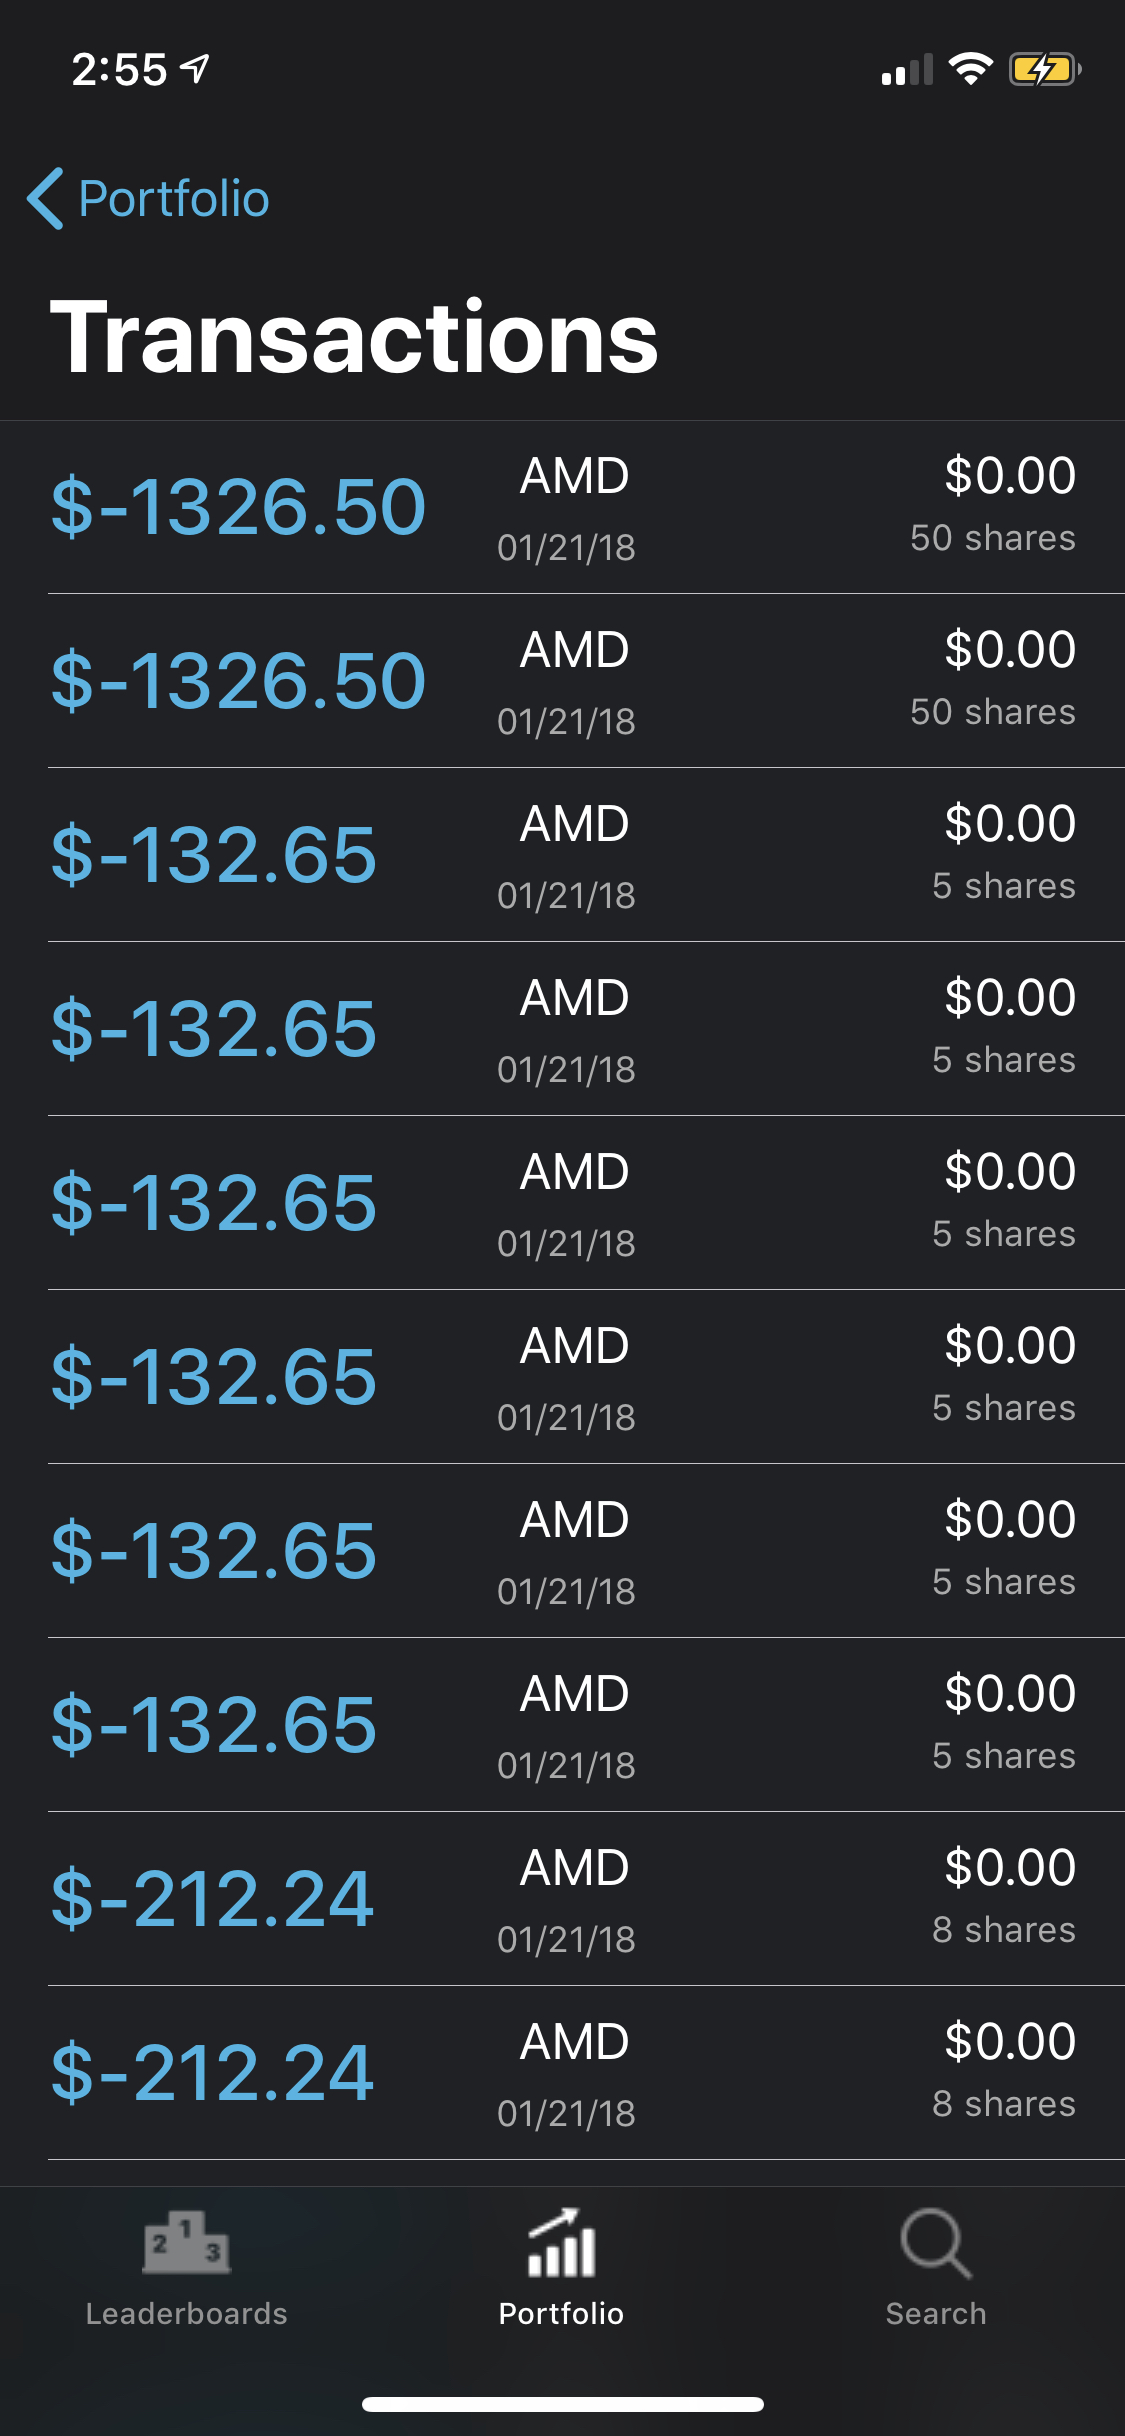 2:55
Portfolio
Transactions
$-1326.50 AMD $0.00
01/21/18 50 shares
$-1326.50 AMD $0.00
01/21/18 50 shares
$-132.65 AMD $0.00
01/21/18 5 shares
$-132.65 AMD $0.00
01/21/18 5 shares
$-132.65 AMD $0.00
01/21/18 5 shares
$-132.65 AMD $0.00
01/21/18 5 shares
$-132.65 AMD $0.00
01/21/18 5 shares
$-132.65 AMD $0.00
01/21/18 5 shares
$-212.24 AMD $0.00
01/21/18 8 shares
$-212.24 AMD $0.00
01/21/18 8 shares
2 1 3
Leaderboards Portfolio Search